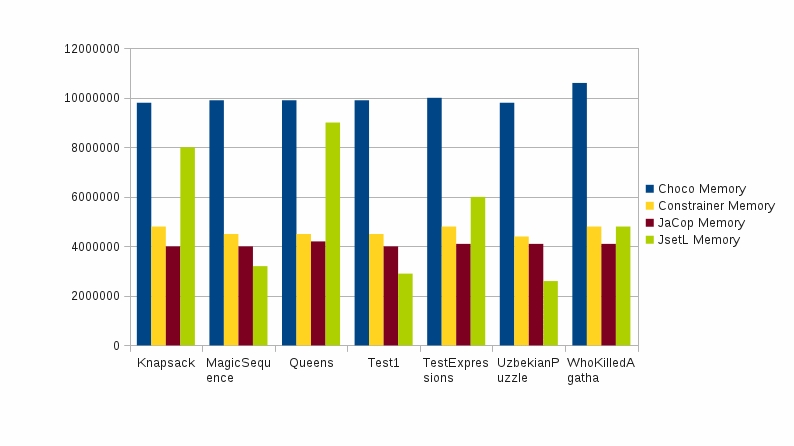 12000000
10000000
8000000
6000000
4000000
2000000
0
Knapsack
MagicSequ
ence
Queens
Test1
TestExpres
sions
UzbekianP
uzzle
WhoKilledA
gatha
Choco Memory
Constrainer Memory
JaCop Memory
JsetL Memory